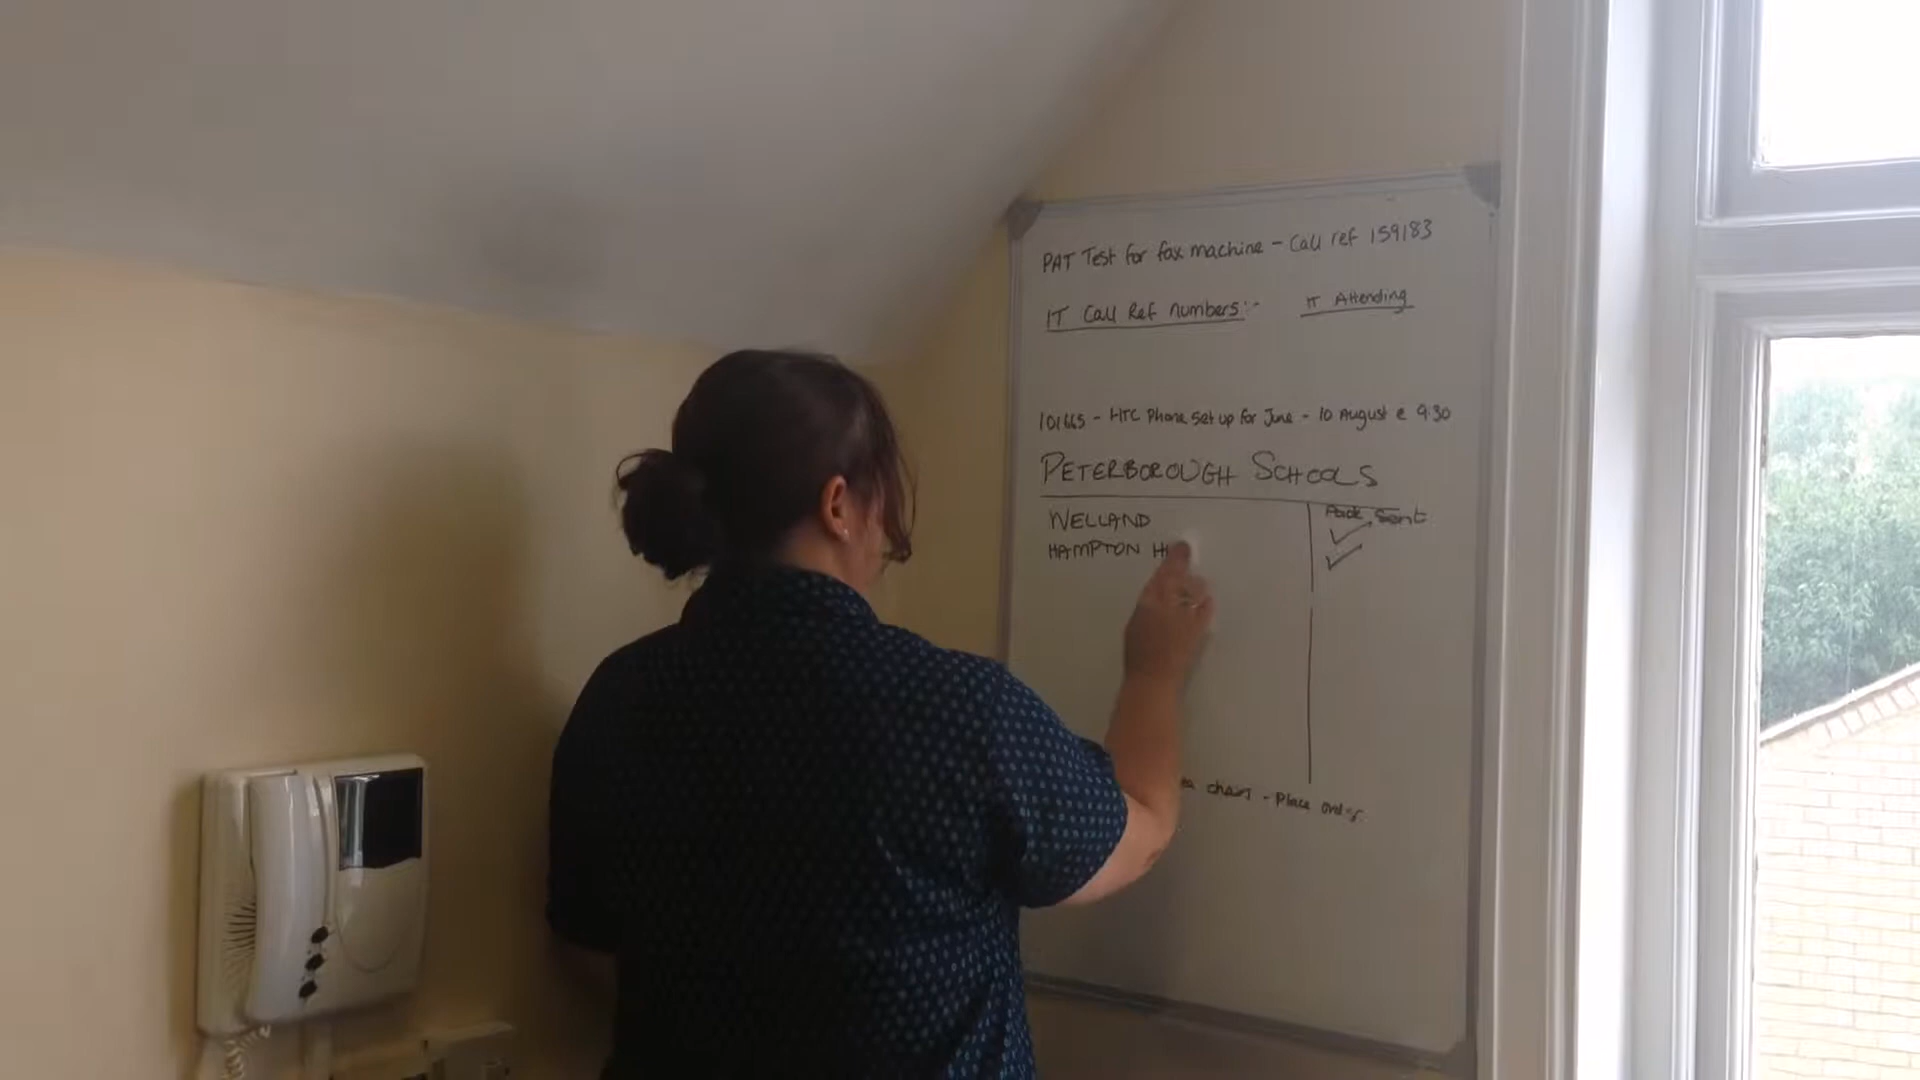 PAT Test for fax machine - Call ref 159183
IT Call Ref numbers:- IT Attending
101665 - HTC Phone set up for June - 10 August @ 9.30
PETERBOROUGH SCHOOLS
Pack Sent
WELLAND ✓
HAMPTON ✓
chairs - Place order